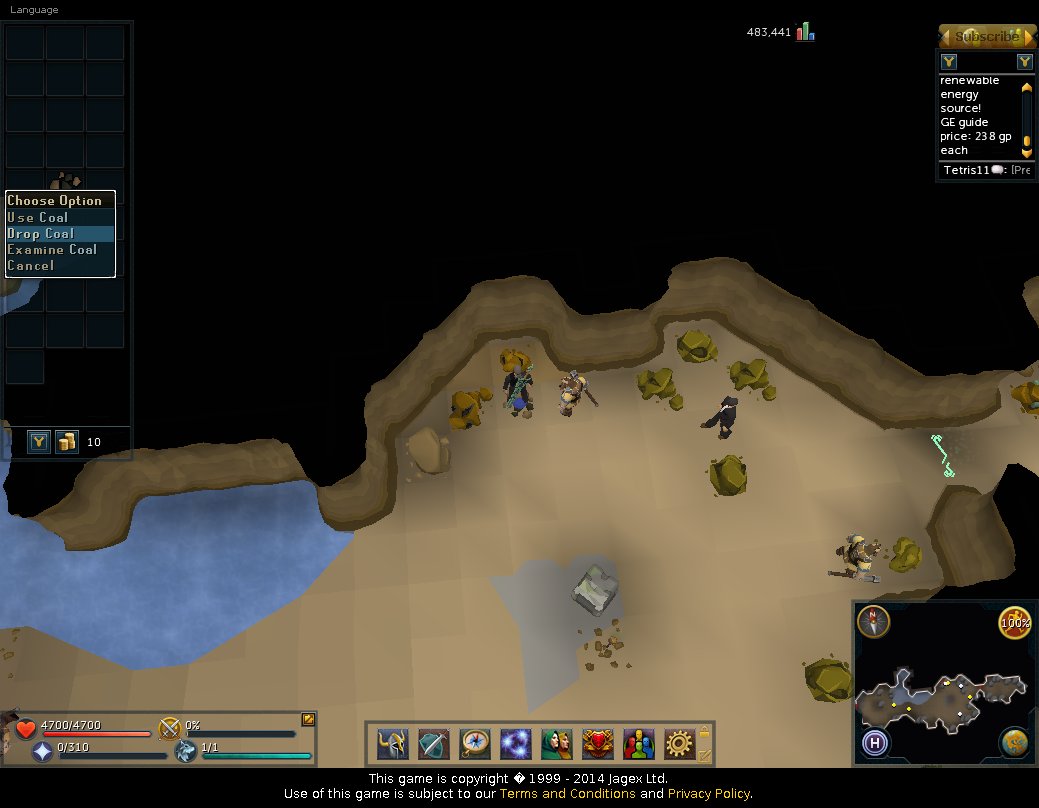 Language
483,441
Subscribe
renewable
energy
source!
GE guide
price: 238 gp
each
Tetris11: [Pre
Choose Option
Use Coal
Drop Coal
Examine Coal
Cancel
10
N
100%
H
4700/4700
0%
0/310
1/1
This game is copyright � 1999 - 2014 Jagex Ltd.
Use of this game is subject to our Terms and Conditions and Privacy Policy.